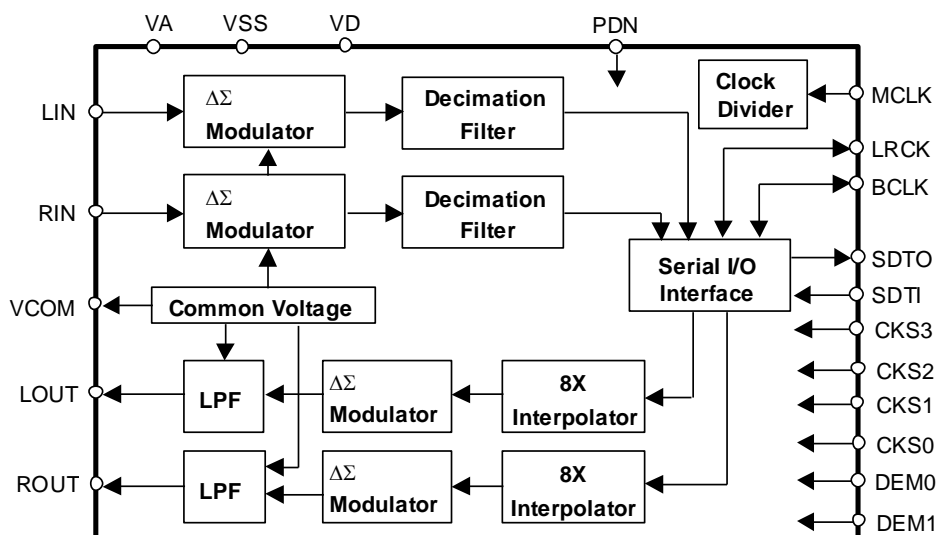 VA
VSS
VD
PDN
LIN
ΔΣ
Modulator
Decimation
Filter
Clock
Divider
MCLK
LRCK
BCLK
RIN
ΔΣ
Modulator
Decimation
Filter
Serial I/O
Interface
SDTO
SDTI
VCOM
Common Voltage
CKS3
LOUT
LPF
ΔΣ
Modulator
8X
Interpolator
CKS2
CKS1
CKS0
ROUT
LPF
ΔΣ
Modulator
8X
Interpolator
DEM0
DEM1